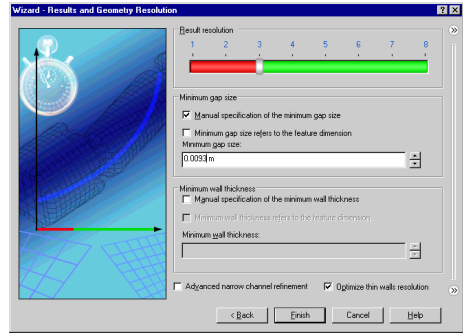 Wizard - Results and Geometry Resolution
Result resolution
1 2 3 4 5 6 7 8
Minimum gap size
Manual specification of the minimum gap size
Minimum gap size refers to the feature dimension
Minimum gap size:
0.0093 m
Minimum wall thickness
Manual specification of the minimum wall thickness
Minimum wall thickness refers to the feature dimension
Minimum wall thickness:
Advanced narrow channel refinement Optimize thin walls resolution
< Back Finish Cancel Help